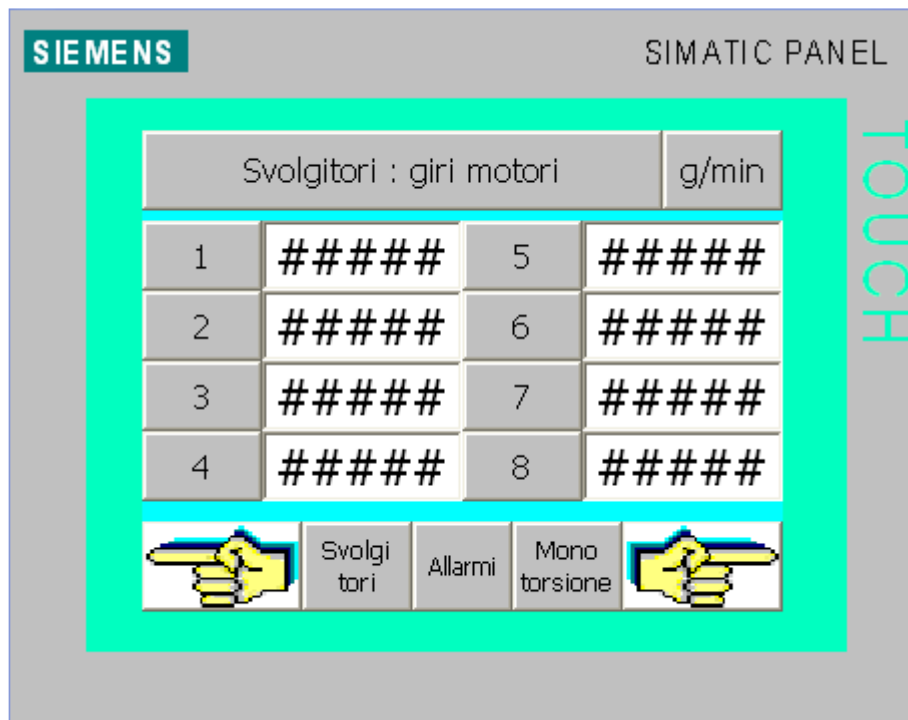 SIEMENS
SIMATIC PANEL
TOUCH
Svolgitori : giri motori g/min
1 ##### 5 #####
2 ##### 6 #####
3 ##### 7 #####
4 ##### 8 #####
Svolgi
tori
Allarmi
Mono
torsione